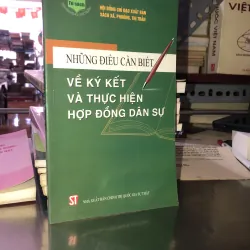 HỘI ĐỒNG CHỈ ĐẠO XUẤT BẢN
SÁCH XÃ, PHƯỜNG, THỊ TRẤN
NHỮNG ĐIỀU CẦN BIẾT
VỀ KÝ KẾT
VÀ THỰC HIỆN
HỢP ĐỒNG DÂN SỰ
ST
NHÀ XUẤT BẢN CHÍNH TRỊ QUỐC GIA SỰ THẬT